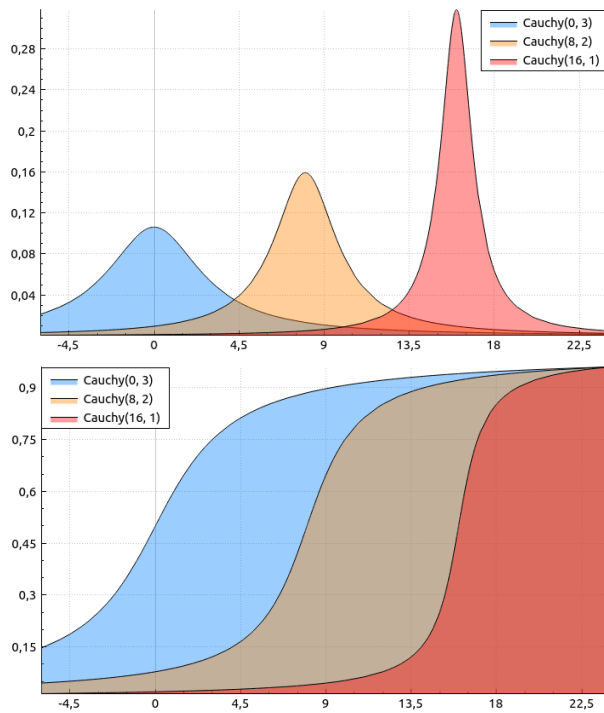 0,28
0,24
0,2
0,16
0,12
0,08
0,04
Cauchy(0, 3)
Cauchy(8, 2)
Cauchy(16, 1)
-4,5 0 4,5 9 13,5 18 22,5
Cauchy(0, 3)
Cauchy(8, 2)
Cauchy(16, 1)
0,9
0,75
0,6
0,45
0,3
0,15
-4,5 0 4,5 9 13,5 18 22,5